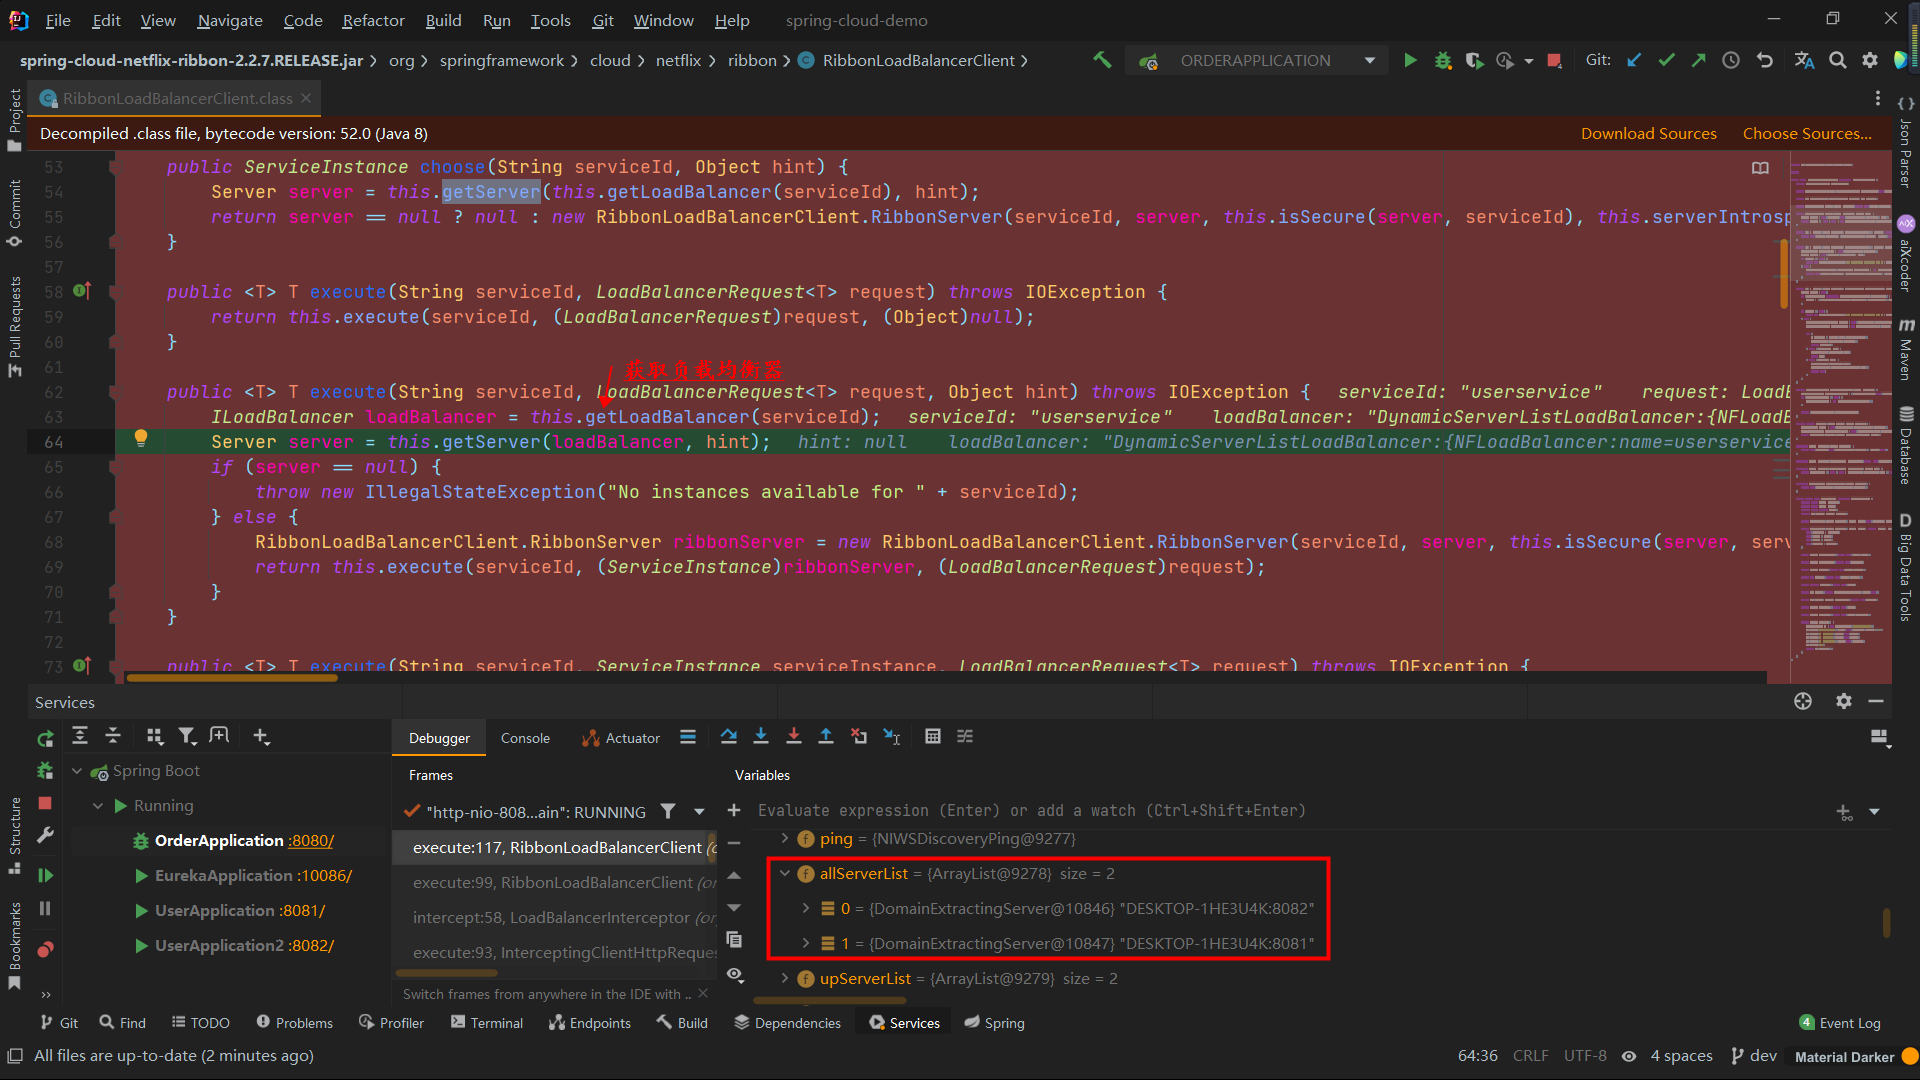 File Edit View Navigate Code Refactor Build Run Tools Git Window Help spring-cloud-demo
spring-cloud-netflix-ribbon-2.2.7.RELEASE.jar org springframework cloud netflix ribbon RibbonLoadBalancerClient ORDERAPPLICATION Git:
RibbonLoadBalancerClient.class
Decompiled .class file, bytecode version: 52.0 (Java 8) Download Sources Choose Sources...
53 public ServiceInstance choose(String serviceId, Object hint) {
54 Server server = this.getServer(this.getLoadBalancer(serviceId), hint);
55 return server == null ? null : new RibbonLoadBalancerClient.RibbonServer(serviceId, server, this.isSecure(server, serviceId), this.serverIntrosp
56 }
57
58 public <T> T execute(String serviceId, LoadBalancerRequest<T> request) throws IOException {
59 return this.execute(serviceId, (LoadBalancerRequest)request, (Object)null);
60 }
61 获取负载均衡器
62 public <T> T execute(String serviceId, LoadBalancerRequest<T> request, Object hint) throws IOException { serviceId: "userservice" request: LoadB
63 ILoadBalancer loadBalancer = this.getLoadBalancer(serviceId); serviceId: "userservice" loadBalancer: "DynamicServerListLoadBalancer:{NFLoadB
64 Server server = this.getServer(loadBalancer, hint); hint: null loadBalancer: "DynamicServerListLoadBalancer:{NFLoadBalancer:name=userservice
65 if (server == null) {
66 throw new IllegalStateException("No instances available for " + serviceId);
67 } else {
68 RibbonLoadBalancerClient.RibbonServer ribbonServer = new RibbonLoadBalancerClient.RibbonServer(serviceId, server, this.isSecure(server, serv
69 return this.execute(serviceId, (ServiceInstance)ribbonServer, (LoadBalancerRequest)request);
70 }
71 }
72
73 public <T> T execute(String serviceId, ServiceInstance serviceInstance, LoadBalancerRequest<T> request) throws IOException {
Project
Commit
Pull Requests
Structure
Bookmarks
Json Parser
aiXcoder
Maven
Database
Big Data Tools
Services
Debugger Console Actuator
Spring Boot
Running
OrderApplication :8080/
EurekaApplication :10086/
UserApplication :8081/
UserApplication2 :8082/
Frames
"http-nio-808...ain": RUNNING
execute:117, RibbonLoadBalancerClient (o
execute:99, RibbonLoadBalancerClient (or
intercept:58, LoadBalancerInterceptor (or
execute:93, InterceptingClientHttpReques
Switch frames from anywhere in the IDE with ..
Variables
Evaluate expression (Enter) or add a watch (Ctrl+Shift+Enter)
ping = {NIWSDiscoveryPing@9277}
allServerList = {ArrayList@9278} size = 2
0 = {DomainExtractingServer@10846} "DESKTOP-1HE3U4K:8082"
1 = {DomainExtractingServer@10847} "DESKTOP-1HE3U4K:8081"
upServerList = {ArrayList@9279} size = 2
Git Find TODO Problems Profiler Terminal Endpoints Build Dependencies Services Spring 4 Event Log
All files are up-to-date (2 minutes ago) 64:36 CRLF UTF-8 4 spaces dev Material Darker